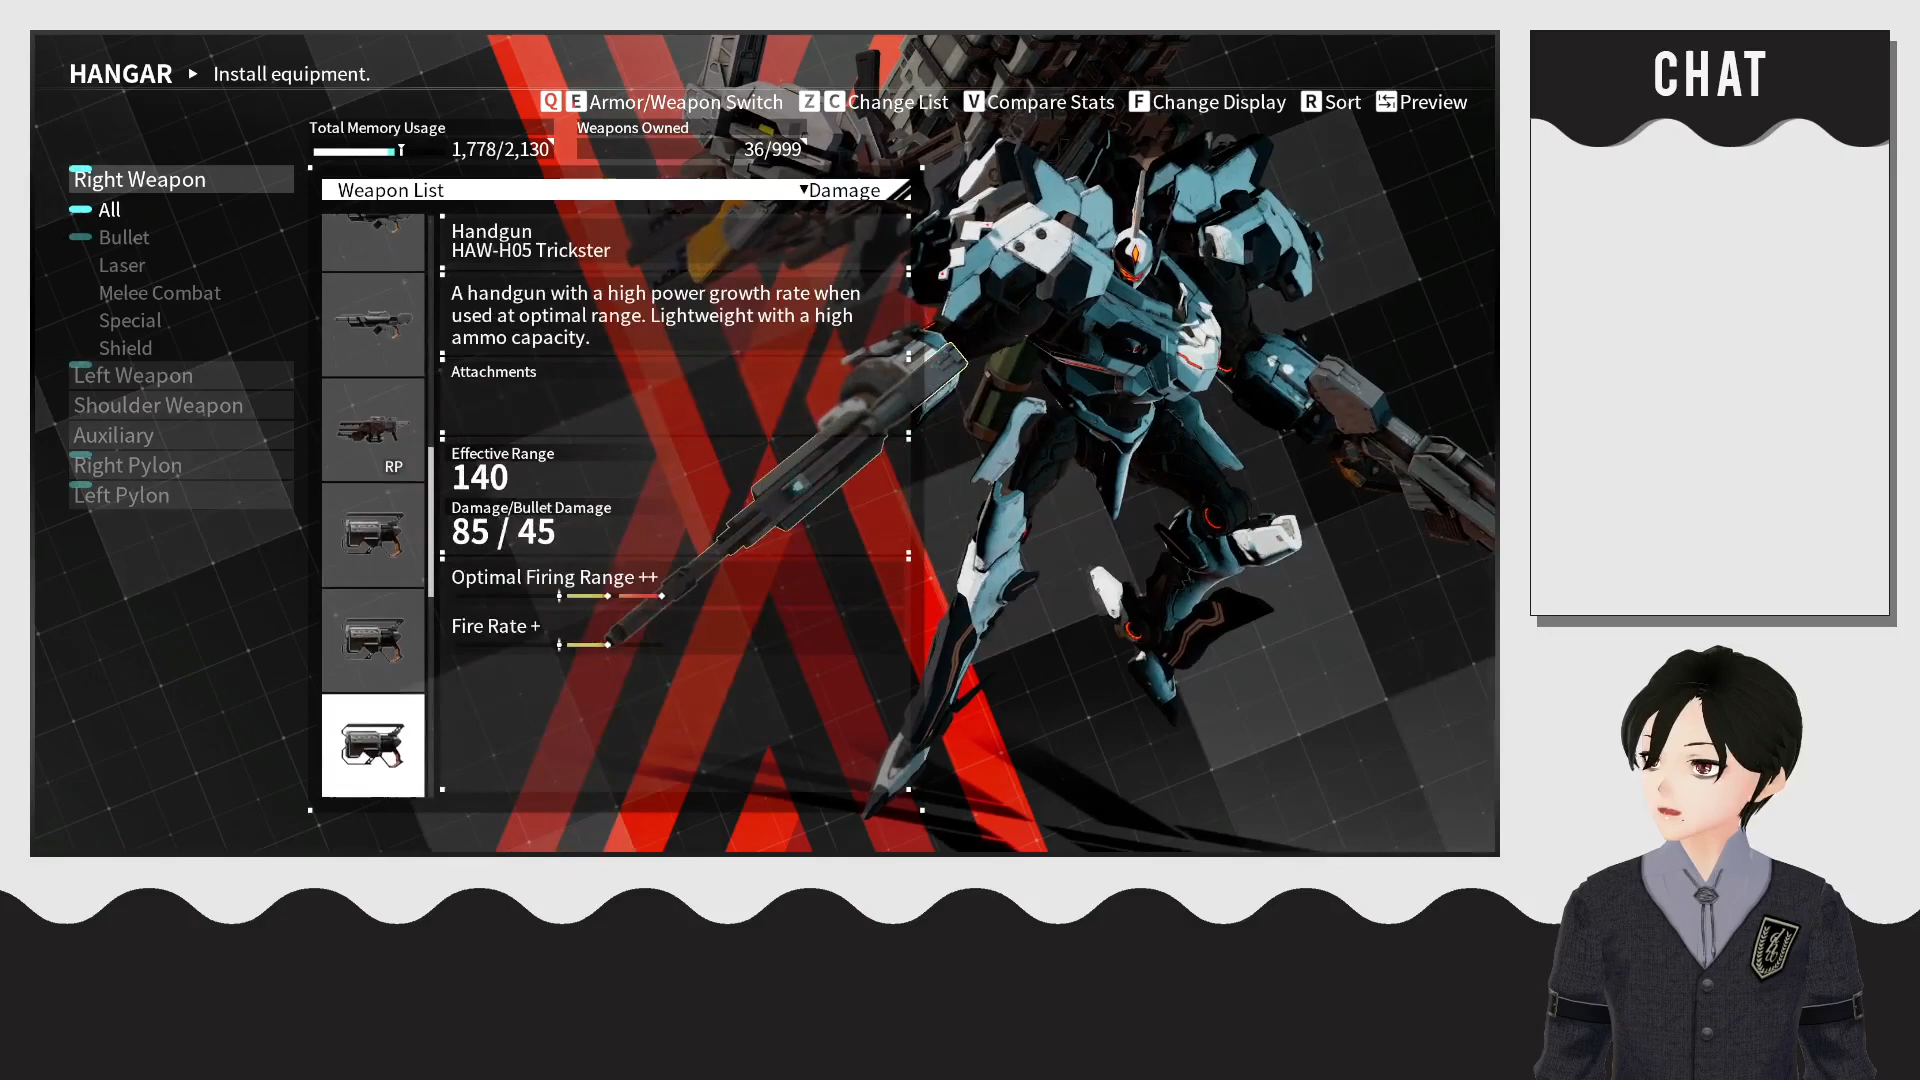 HANGAR ▸ Install equipment.
Q E Armor/Weapon Switch Z C Change List V Compare Stats F Change Display R Sort Preview
Total Memory Usage
1,778/2,130
Weapons Owned
36/999
Right Weapon
All
Bullet
Laser
Melee Combat
Special
Shield
Left Weapon
Shoulder Weapon
Auxiliary
Right Pylon
Left Pylon
Weapon List ▼Damage
RP
Handgun
HAW-H05 Trickster
A handgun with a high power growth rate when
used at optimal range. Lightweight with a high
ammo capacity.
Attachments
Effective Range
140
Damage/Bullet Damage
85 / 45
Optimal Firing Range ++
Fire Rate +
CHAT